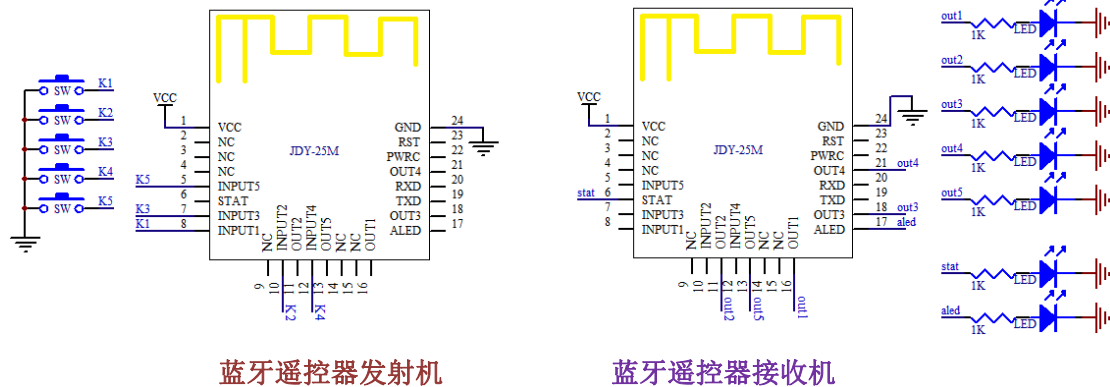 SW K1
SW K2
SW K3
SW K4
SW K5
VCC
1 VCC
2 NC
3 NC
4 NC
K5 5 INPUT5
6 STAT
K3 7 INPUT3
K1 8 INPUT1
JDY-25M
GND 24
RST 23
PWRC 22
OUT4 21
RXD 20
TXD 19
OUT3 18
ALED 17
NC INPUT2 OUT2 INPUT4 OUT5 NC NC OUT1
9 10 11 12 13 14 15 16
K2 K4
蓝牙遥控器发射机
VCC
1 VCC
2 NC
3 NC
4 NC
5 INPUT5
stat 6 STAT
7 INPUT3
8 INPUT1
JDY-25M
GND 24
RST 23
PWRC 22
OUT4 21 out4
RXD 20
TXD 19
OUT3 18 out3
ALED 17 aled
NC INPUT2 OUT2 INPUT4 OUT5 NC NC OUT1
9 10 11 12 13 14 15 16
out2 out5 out1
蓝牙遥控器接收机
out1 1K LED
out2 1K LED
out3 1K LED
out4 1K LED
out5 1K LED
stat 1K LED
aled 1K LED